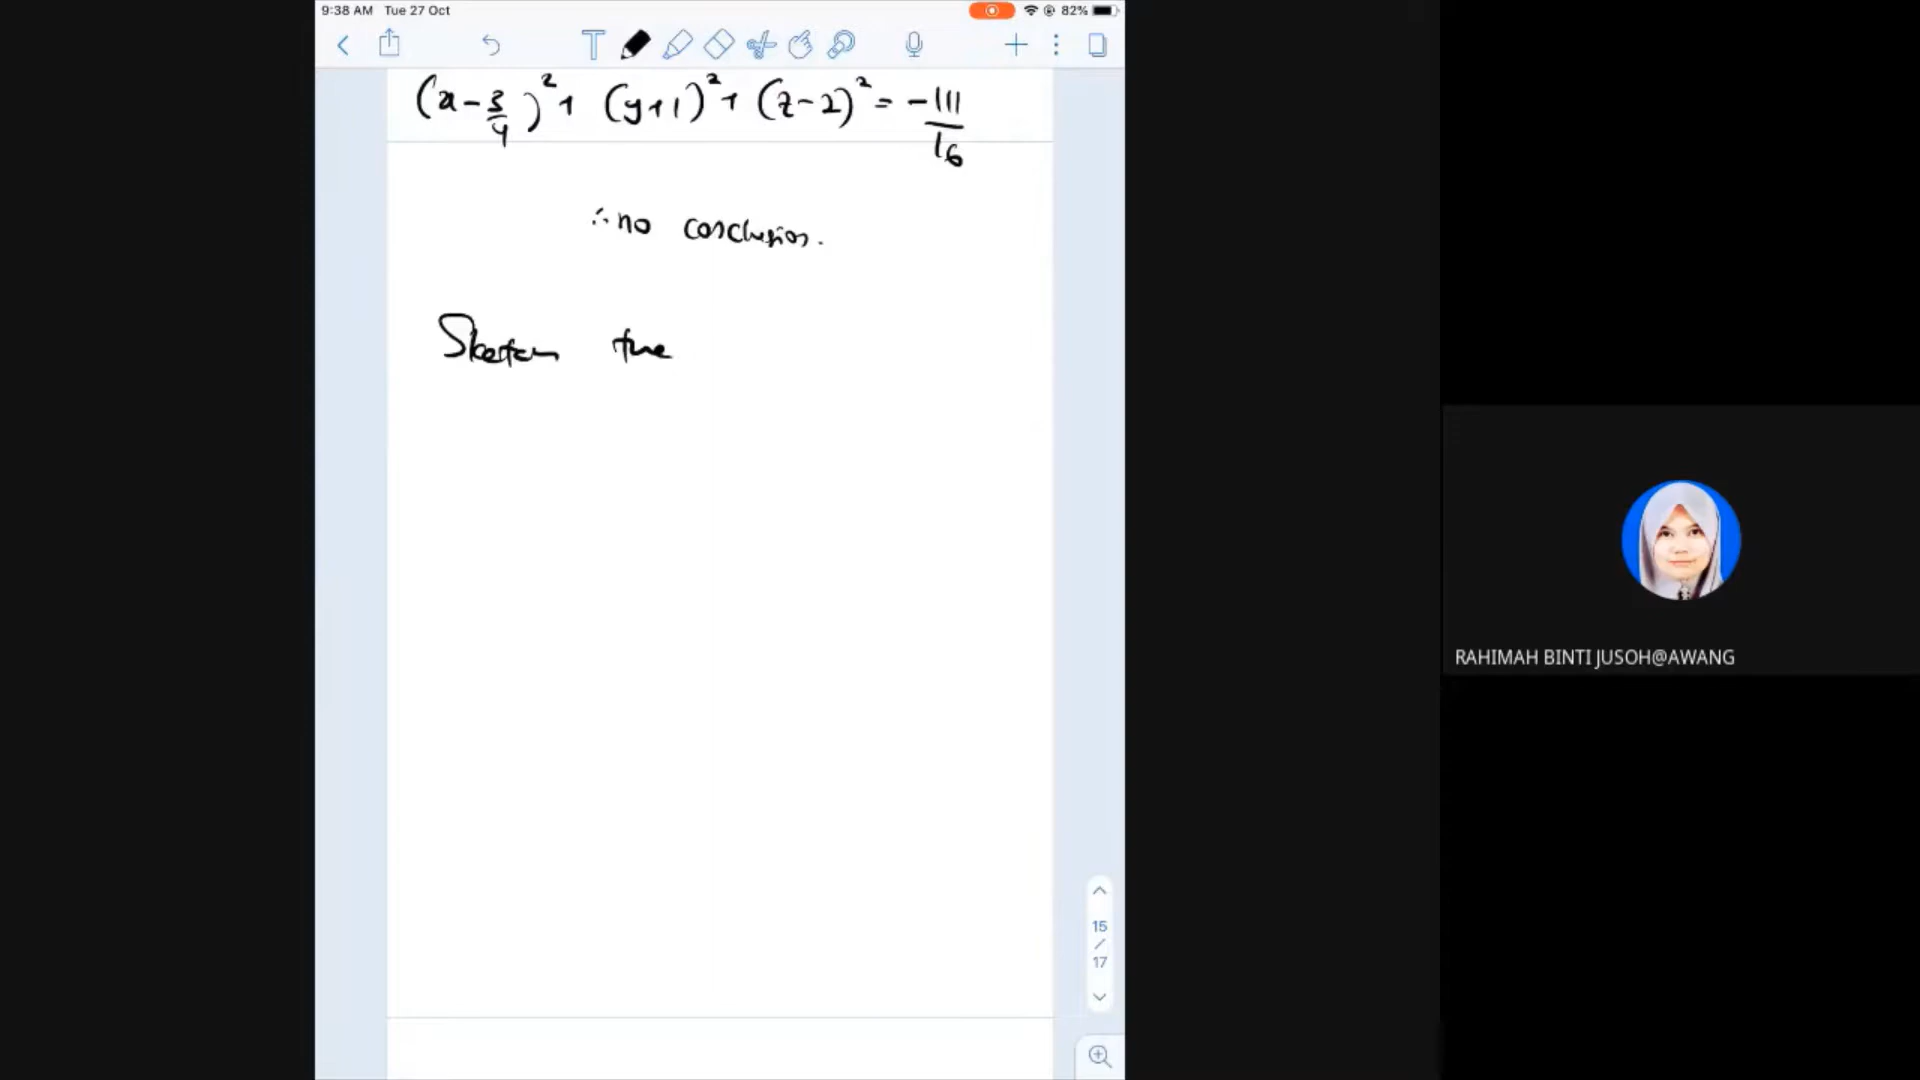 9:38 AM Tue 27 Oct 82%
(x - 3/4)² + (y+1)² + (z-2)² = -111/16
∴ no conclusion.
Sketch the
15
/
17
RAHIMAH BINTI JUSOH@AWANG